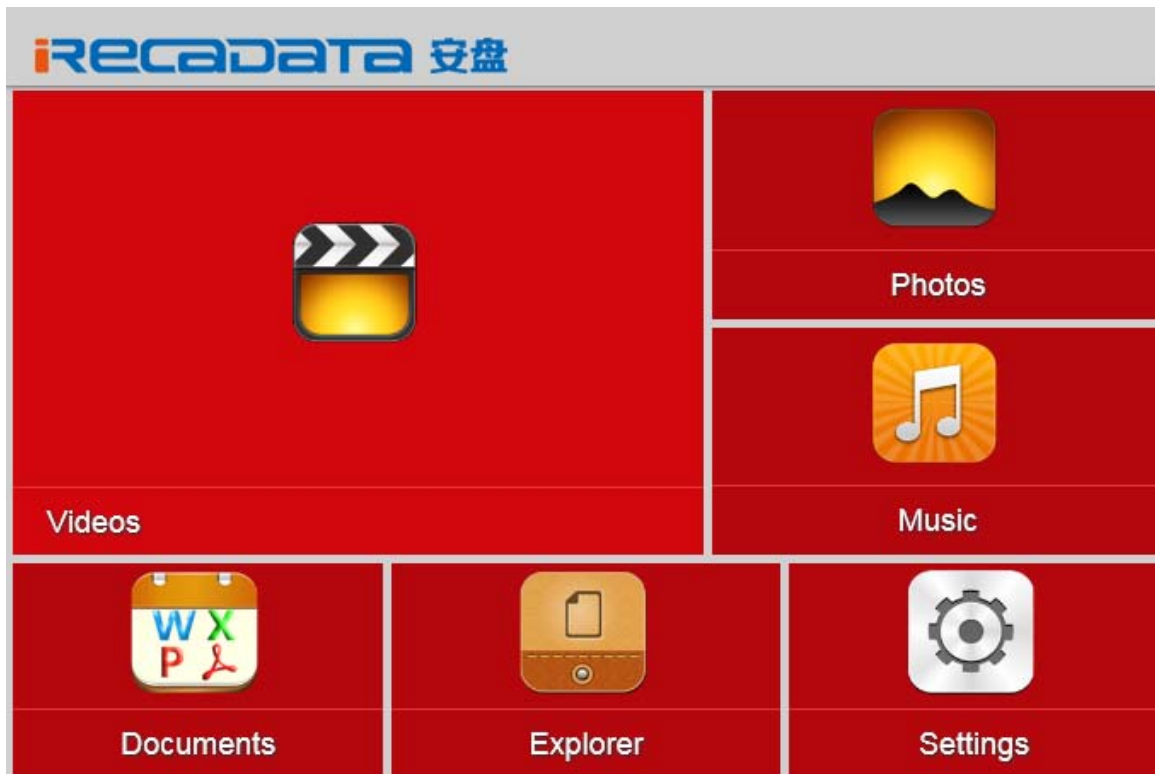 iRecaDaTa 安盘
Photos
Videos
Music
W X
P
Documents
Explorer
Settings